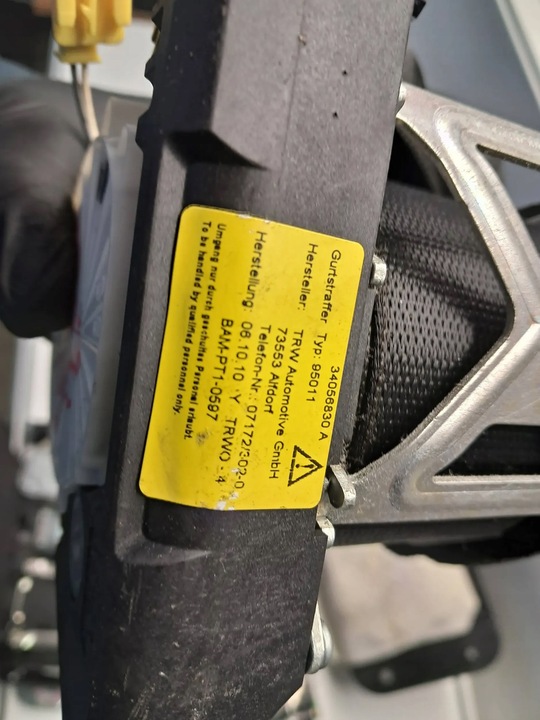 Gurtstraffer Typ: 95011 34056830 A
Hersteller: TRW Automotive GmbH
73553 Alfdorf
Telefon-Nr.: 07172/302-0
Herstellung: 06.10.10 Y TRWO - 4
BAM-PT1-0597
Umgang nur durch geschultes Personal erlaubt.
To be handled by qualified personnel only.